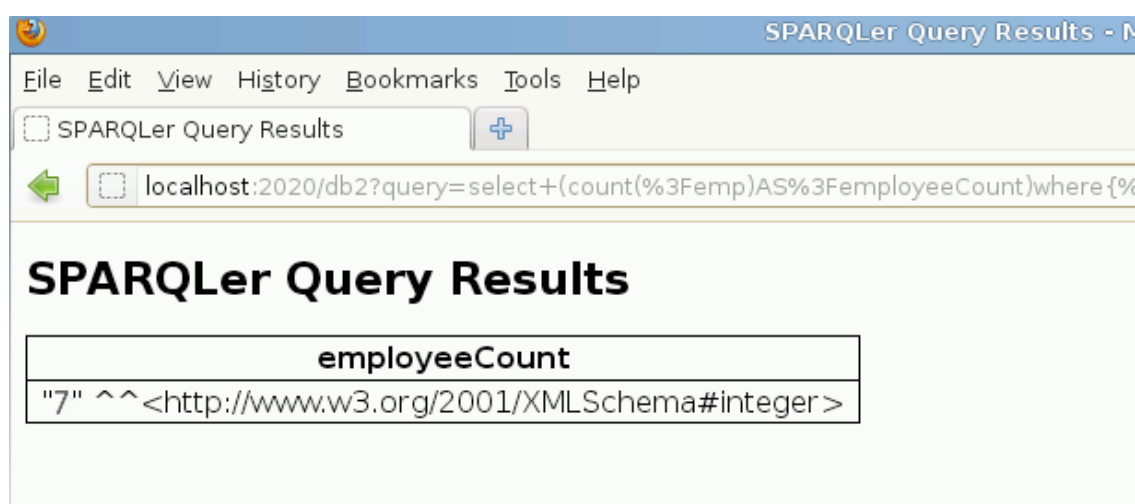 SPARQLer Query Results - M
File Edit View History Bookmarks Tools Help
SPARQLer Query Results
localhost:2020/db2?query=select+(count(%3Femp)AS%3FemployeeCount)where{%
SPARQLer Query Results
employeeCount
"7" ^^<http://www.w3.org/2001/XMLSchema#integer>